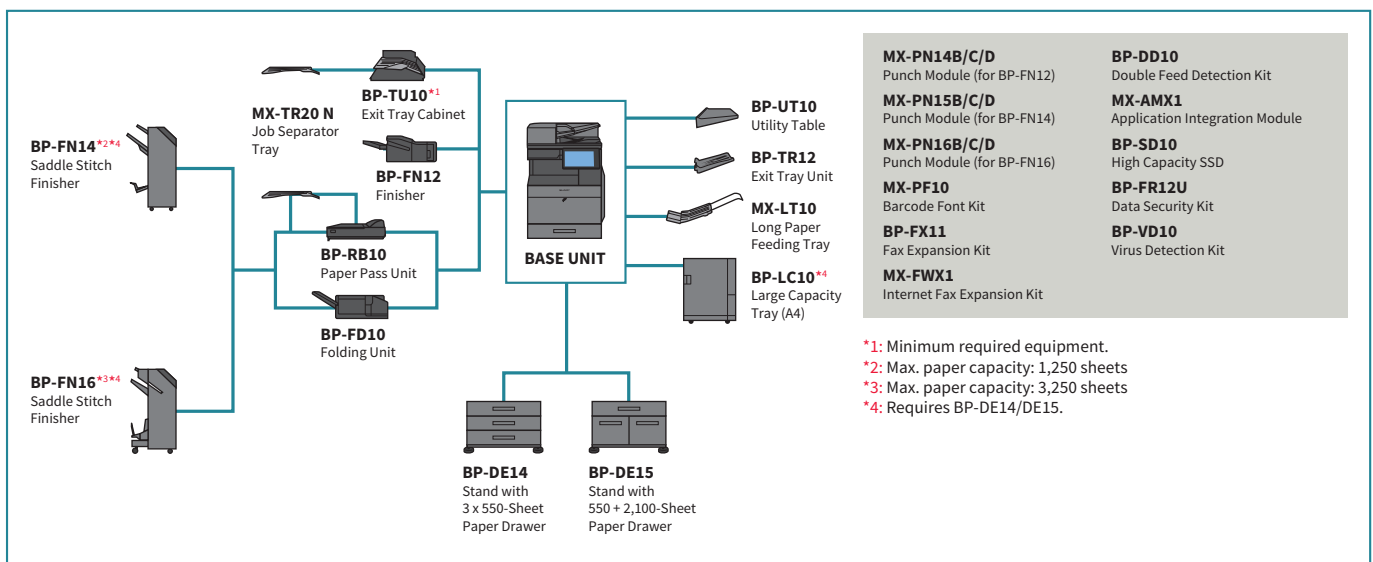 MX-TR20 N
Job Separator
Tray
BP-TU10*1
Exit Tray Cabinet
BP-FN14*2*4
Saddle Stitch
Finisher
BP-FN12
Finisher
BP-RB10
Paper Pass Unit
BP-FD10
Folding Unit
BP-FN16*3*4
Saddle Stitch
Finisher
BASE UNIT
BP-UT10
Utility Table
BP-TR12
Exit Tray Unit
MX-LT10
Long Paper
Feeding Tray
BP-LC10*4
Large Capacity
Tray (A4)
BP-DE14
Stand with
3 x 550-Sheet
Paper Drawer
BP-DE15
Stand with
550 + 2,100-Sheet
Paper Drawer
MX-PN14B/C/D
Punch Module (for BP-FN12)
MX-PN15B/C/D
Punch Module (for BP-FN14)
MX-PN16B/C/D
Punch Module (for BP-FN16)
MX-PF10
Barcode Font Kit
BP-FX11
Fax Expansion Kit
MX-FWX1
Internet Fax Expansion Kit
BP-DD10
Double Feed Detection Kit
MX-AMX1
Application Integration Module
BP-SD10
High Capacity SSD
BP-FR12U
Data Security Kit
BP-VD10
Virus Detection Kit
*1: Minimum required equipment.
*2: Max. paper capacity: 1,250 sheets
*3: Max. paper capacity: 3,250 sheets
*4: Requires BP-DE14/DE15.